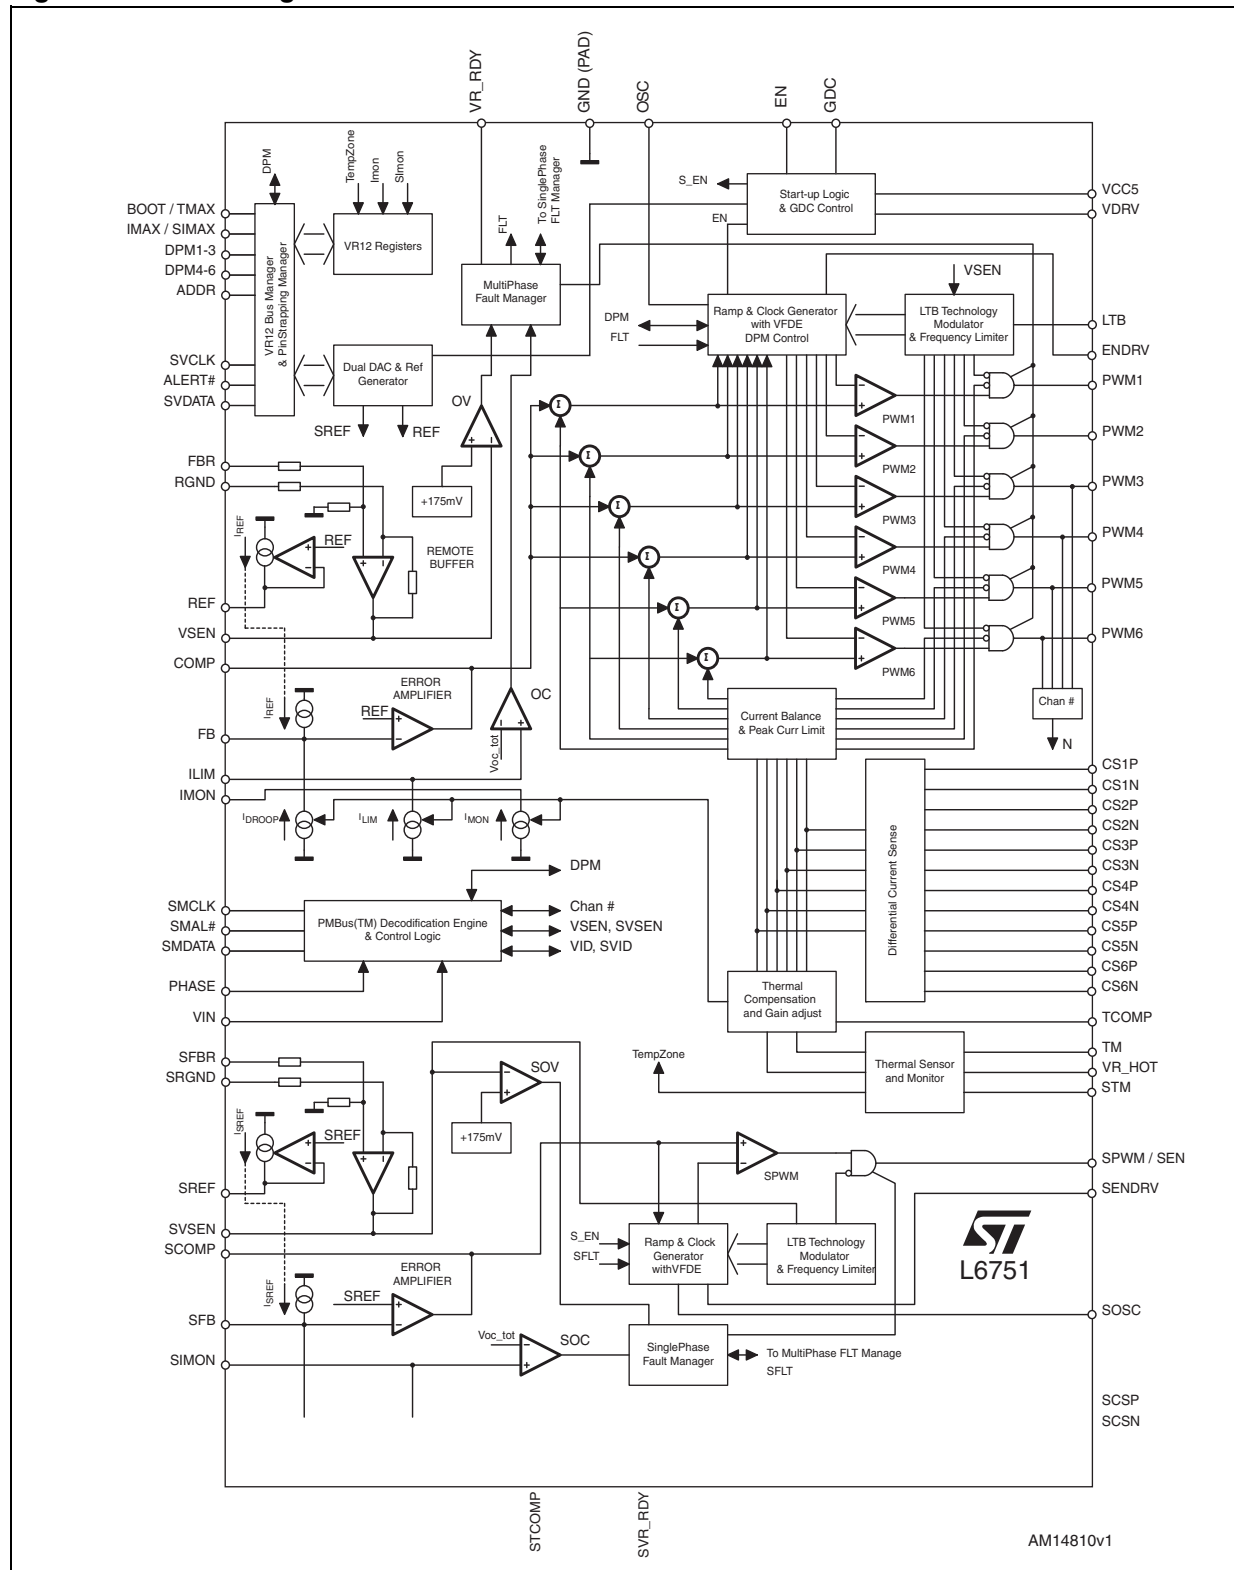 VR_RDY
GND (PAD)
OSC
EN
GDC
DPM
TempZone
Imon
SImon
FLT
To SinglePhase
FLT Manager
S_EN
Start-up Logic
& GDC Control
EN
VCC5
VDRV
BOOT / TMAX
IMAX / SIMAX
DPM1-3
DPM4-6
ADDR
VR12 Bus Manager
& PinStrapping Manager
VR12 Registers
MultiPhase
Fault Manager
VSEN
DPM
FLT
Ramp & Clock Generator
with VFDE
DPM Control
LTB Technology
Modulator
& Frequency Limiter
LTB
ENDRV
SVCLK
ALERT#
SVDATA
Dual DAC & Ref
Generator
SREF
REF
OV
+175mV
I
PWM1
PWM1
I
PWM2
PWM2
I
PWM3
PWM3
I
PWM4
PWM4
I
PWM5
PWM5
I
PWM6
PWM6
FBR
RGND
IREF
REF
REMOTE
BUFFER
REF
VSEN
COMP
ERROR
AMPLIFIER
IREF
REF
FB
OC
Voc_tot
Current Balance
& Peak Curr Limit
Chan #
N
ILIM
IMON
IDROOP
ILIM
IMON
Differential Current Sense
CS1P
CS1N
CS2P
CS2N
CS3P
CS3N
CS4P
CS4N
CS5P
CS5N
CS6P
CS6N
DPM
SMCLK
SMAL#
SMDATA
PMBus(TM) Decodification Engine
& Control Logic
Chan #
VSEN, SVSEN
VID, SVID
PHASE
VIN
Thermal
Compensation
and Gain adjust
TCOMP
TempZone
Thermal Sensor
and Monitor
TM
VR_HOT
STM
SFBR
SRGND
SOV
+175mV
ISREF
SREF
SREF
SPWM
SPWM / SEN
SENDRV
SVSEN
SCOMP
S_EN
SFLT
Ramp & Clock
Generator
withVFDE
LTB Technology
Modulator
& Frequency Limiter
ST
L6751
ERROR
AMPLIFIER
ISREF
SREF
SFB
SOSC
Voc_tot
SOC
SinglePhase
Fault Manager
To MultiPhase FLT Manage
SFLT
SIMON
SCSP
SCSN
STCOMP
SVR_RDY
AM14810v1